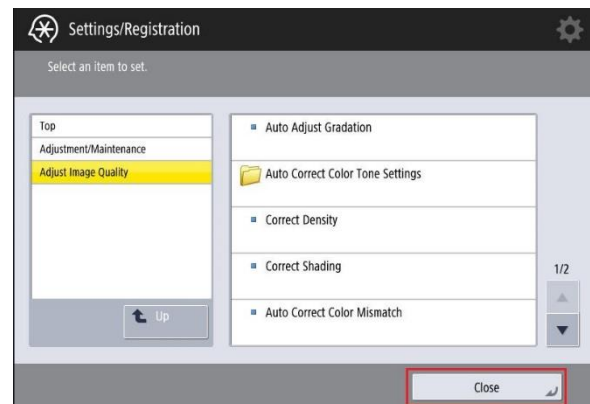 Settings/Registration
Select an item to set.
Top
Adjustment/Maintenance
Adjust Image Quality
Up
Auto Adjust Gradation
Auto Correct Color Tone Settings
Correct Density
Correct Shading
Auto Correct Color Mismatch
1/2
Close